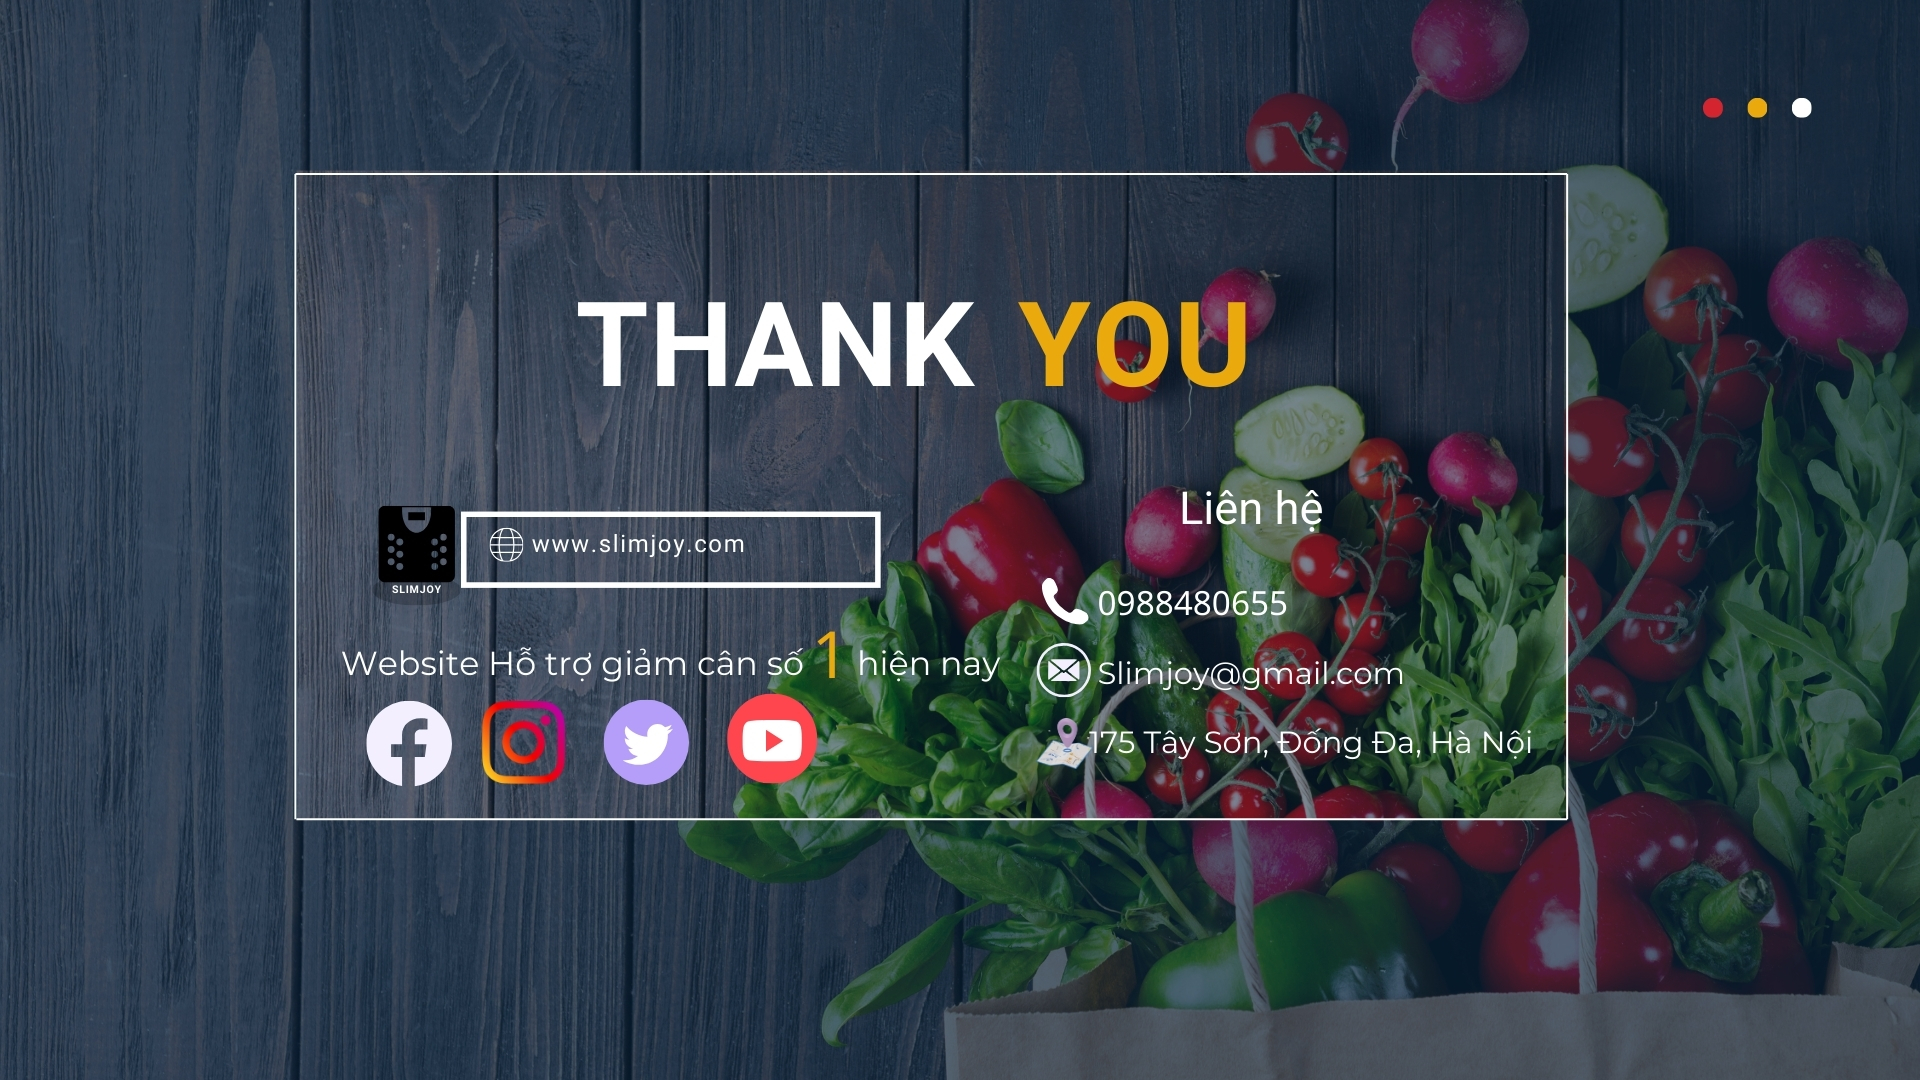 THANK YOU
www.slimjoy.com
SLIMJOY
Website Hỗ trợ giảm cân số 1 hiện nay
Liên hệ
0988480655
Slimjoy@gmail.com
175 Tây Sơn, Đống Đa, Hà Nội